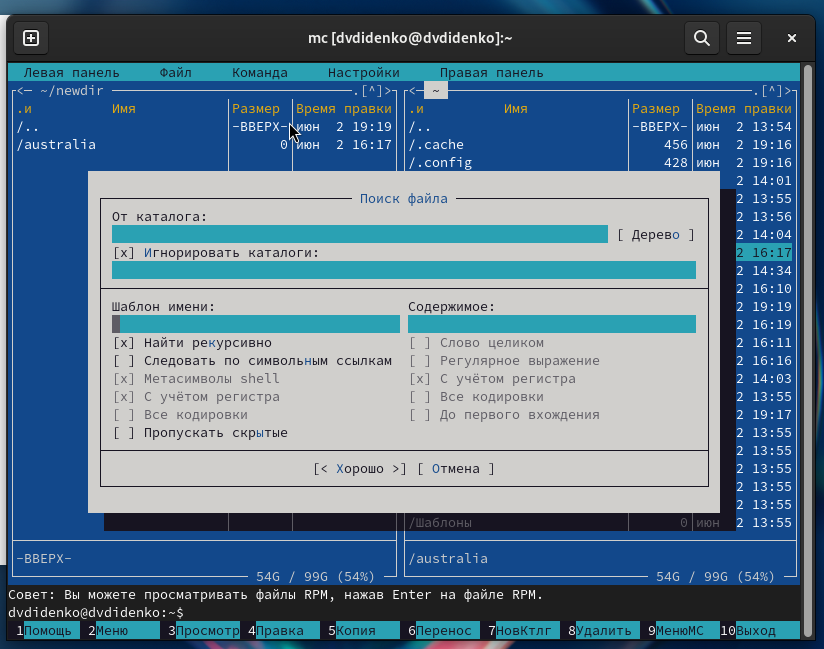 mc [dvdidenko@dvdidenko]:~
Левая панель Файл Команда Настройки Правая панель
<− ~/newdir .[^]> <− ~ .[^]>
.и Имя Размер Время правки .и Имя Размер Время правки
/.. −ВВЕРХ− июн 2 19:19 /.. −ВВЕРХ− июн 2 13:54
/australia 0 июн 2 16:17 /.cache 456 июн 2 19:16
/.config 428 июн 2 19:16
2 14:01
Поиск файла 2 13:55
От каталога: 2 13:56
[ Дерево ] 2 14:04
[x] Игнорировать каталоги: 2 16:17
2 14:34
2 16:10
Шаблон имени: Содержимое: 2 19:19
2 16:19
[x] Найти рекурсивно [ ] Слово целиком 2 16:11
[ ] Следовать по символьным ссылкам [ ] Регулярное выражение 2 16:16
[x] Метасимволы shell [x] С учётом регистра 2 14:03
[x] С учётом регистра [ ] Все кодировки 2 13:55
[ ] Все кодировки [ ] До первого вхождения 2 19:17
[ ] Пропускать скрытые 2 13:55
2 13:55
[< Хорошо >] [ Отмена ] 2 13:55
2 13:55
2 13:55
/Шаблоны 0 июн 2 13:55
−ВВЕРХ− /australia
54G / 99G (54%) 54G / 99G (54%)
Совет: Вы можете просматривать файлы RPM, нажав Enter на файле RPM.
dvdidenko@dvdidenko:~$
1Помощь 2Меню 3Просмотр 4Правка 5Копия 6Перенос 7НовКтлг 8Удалить 9МенюМС 10Выход